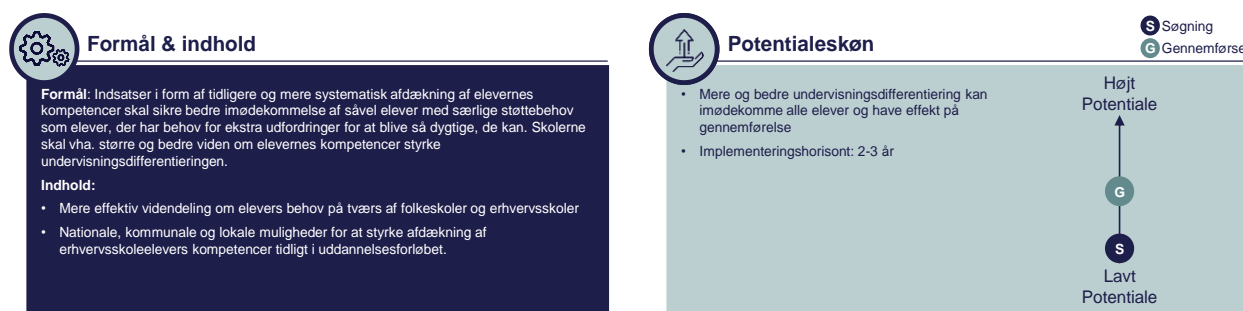 Formål & indhold
Formål: Indsatser i form af tidligere og mere systematisk afdækning af elevernes
kompetencer skal sikre bedre imødekommelse af såvel elever med særlige støttebehov
som elever, der har behov for ekstra udfordringer for at blive så dygtige, de kan. Skolerne
skal vha. større og bedre viden om elevernes kompetencer styrke
undervisningsdifferentieringen.
Indhold:
• Mere effektiv videndeling om elevers behov på tværs af folkeskoler og erhvervsskoler
• Nationale, kommunale og lokale muligheder for at styrke afdækning af
erhvervsskoleelevers kompetencer tidligt i uddannelsesforløbet.
Potentialeskøn
S Søgning
G Gennemførse
• Mere og bedre undervisningsdifferentiering kan
imødekomme alle elever og have effekt på
gennemførelse
• Implementeringshorisont: 2-3 år
Højt
Potentiale
G
S
Lavt
Potentiale